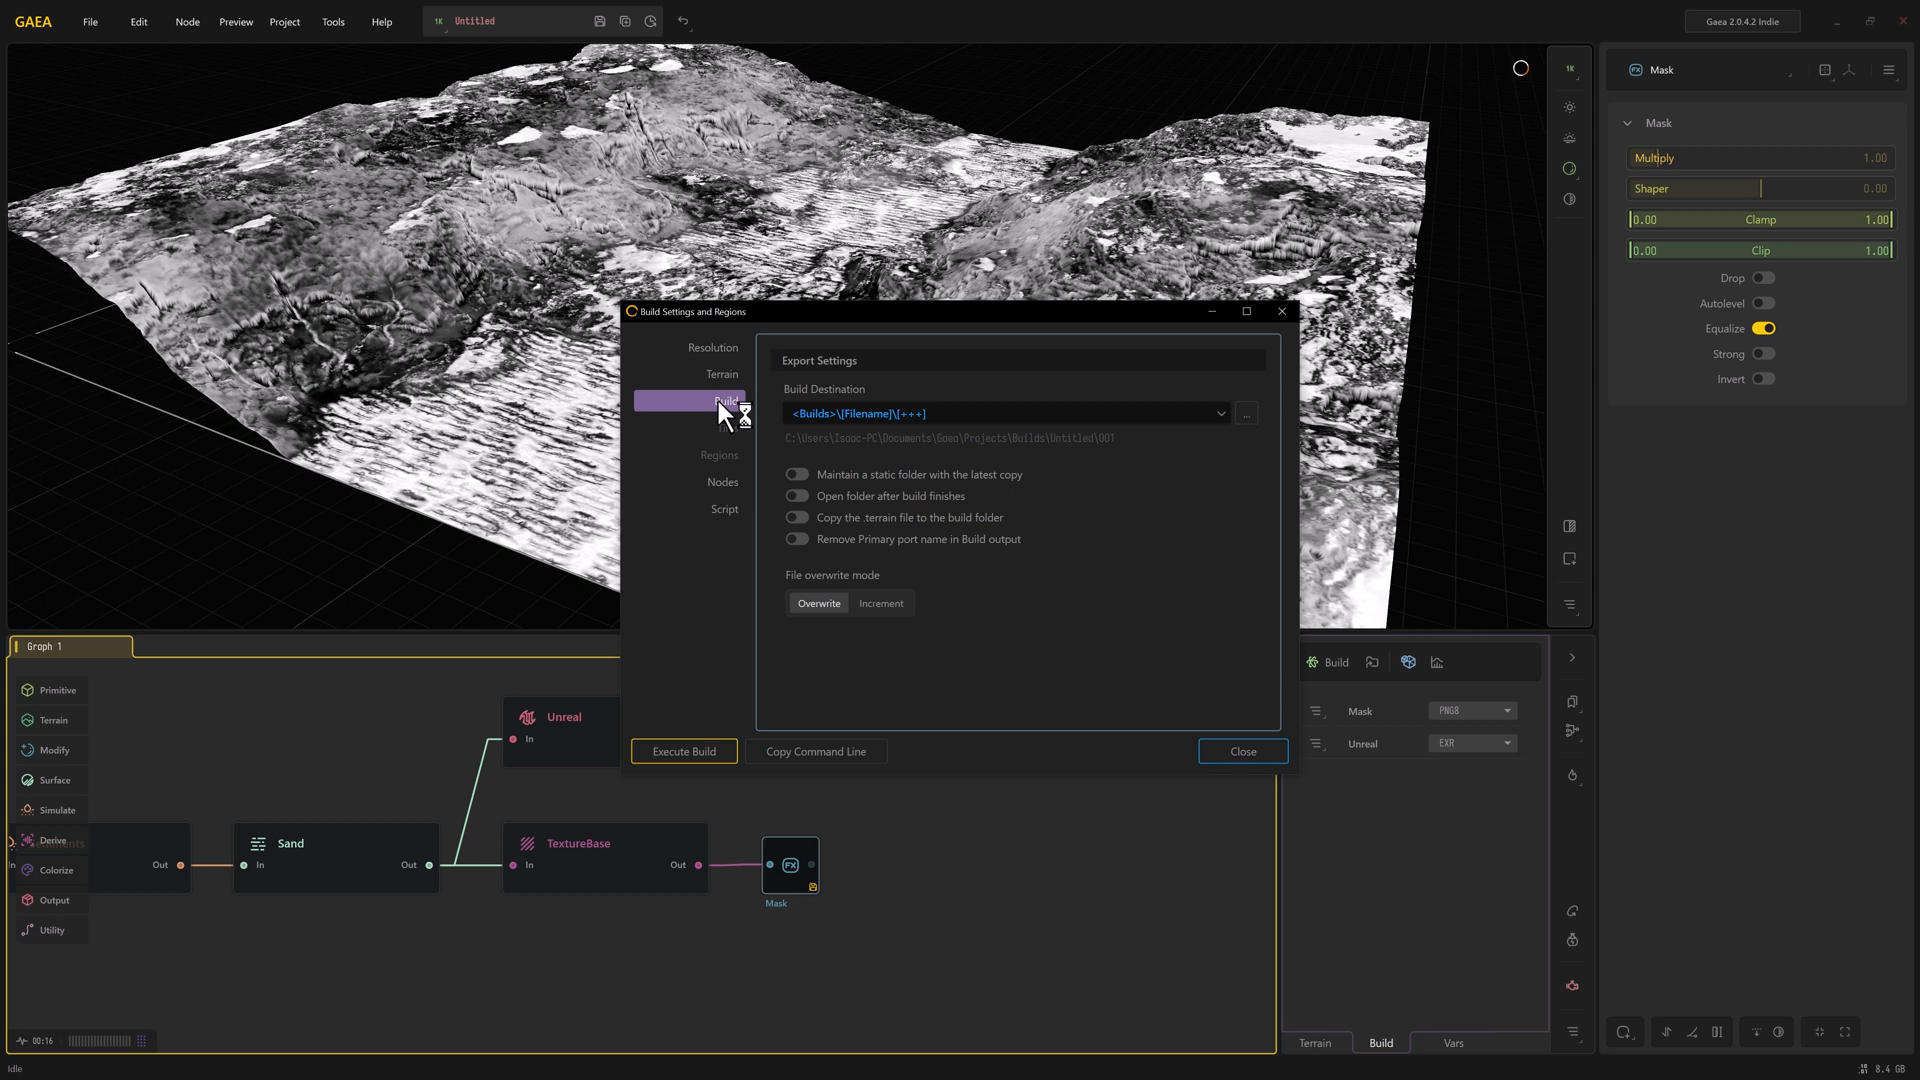 GAEA File Edit Node Preview Project Tools Help 1K Untitled Gaea 2.0.4.2 Indie
1K
Mask
Mask
Multiply 1.00
Shaper 0.00
0.00 Clamp 1.00
0.00 Clip 1.00
Drop
Autolevel
Equalize
Strong
Invert
Build Settings and Regions
Resolution
Terrain
Build
Regions
Nodes
Script
Export Settings
Build Destination
<Builds>\[Filename]\[+++]
...
C:\Users\Isaac-PC\Documents\Gaea\Projects\Builds\Untitled\001
Maintain a static folder with the latest copy
Open folder after build finishes
Copy the .terrain file to the build folder
Remove Primary port name in Build output
File overwrite mode
Overwrite Increment
Execute Build Copy Command Line Close
Graph 1
Primitive
Terrain
Modify
Surface
Simulate
Derive
Colorize
Output
Utility
Out
Sand
In Out
Unreal
In
TextureBase
In Out
FX
Mask
Build
Mask PNG8
Unreal EXR
Terrain Build Vars
00:16
Idle
8.4 GB